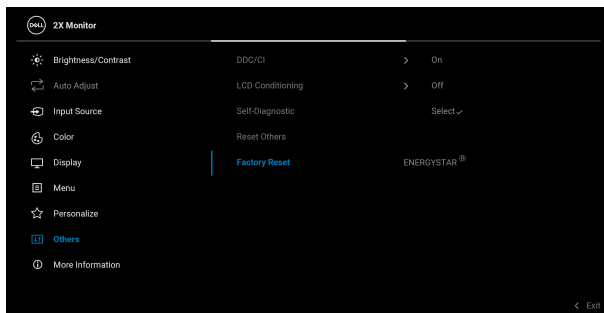 DELL 2X Monitor
Brightness/Contrast
Auto Adjust
Input Source
Color
Display
Menu
Personalize
Others
More Information
DDC/CI > On
LCD Conditioning > Off
Self-Diagnostic Select✓
Reset Others
Factory Reset ENERGYSTAR ®
< Exit